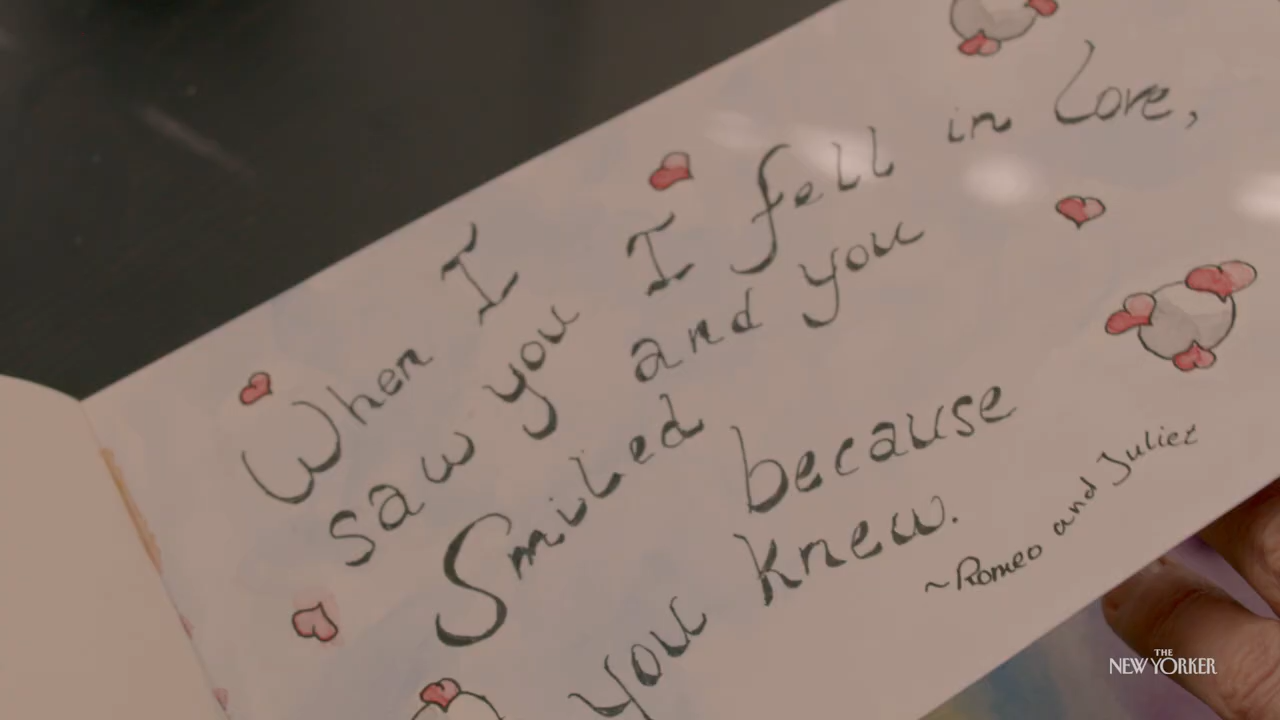 When I
saw you I fell in Love,
Smiled and you
because
you knew.
~Romeo and Juliet
THE
NEW YORKER